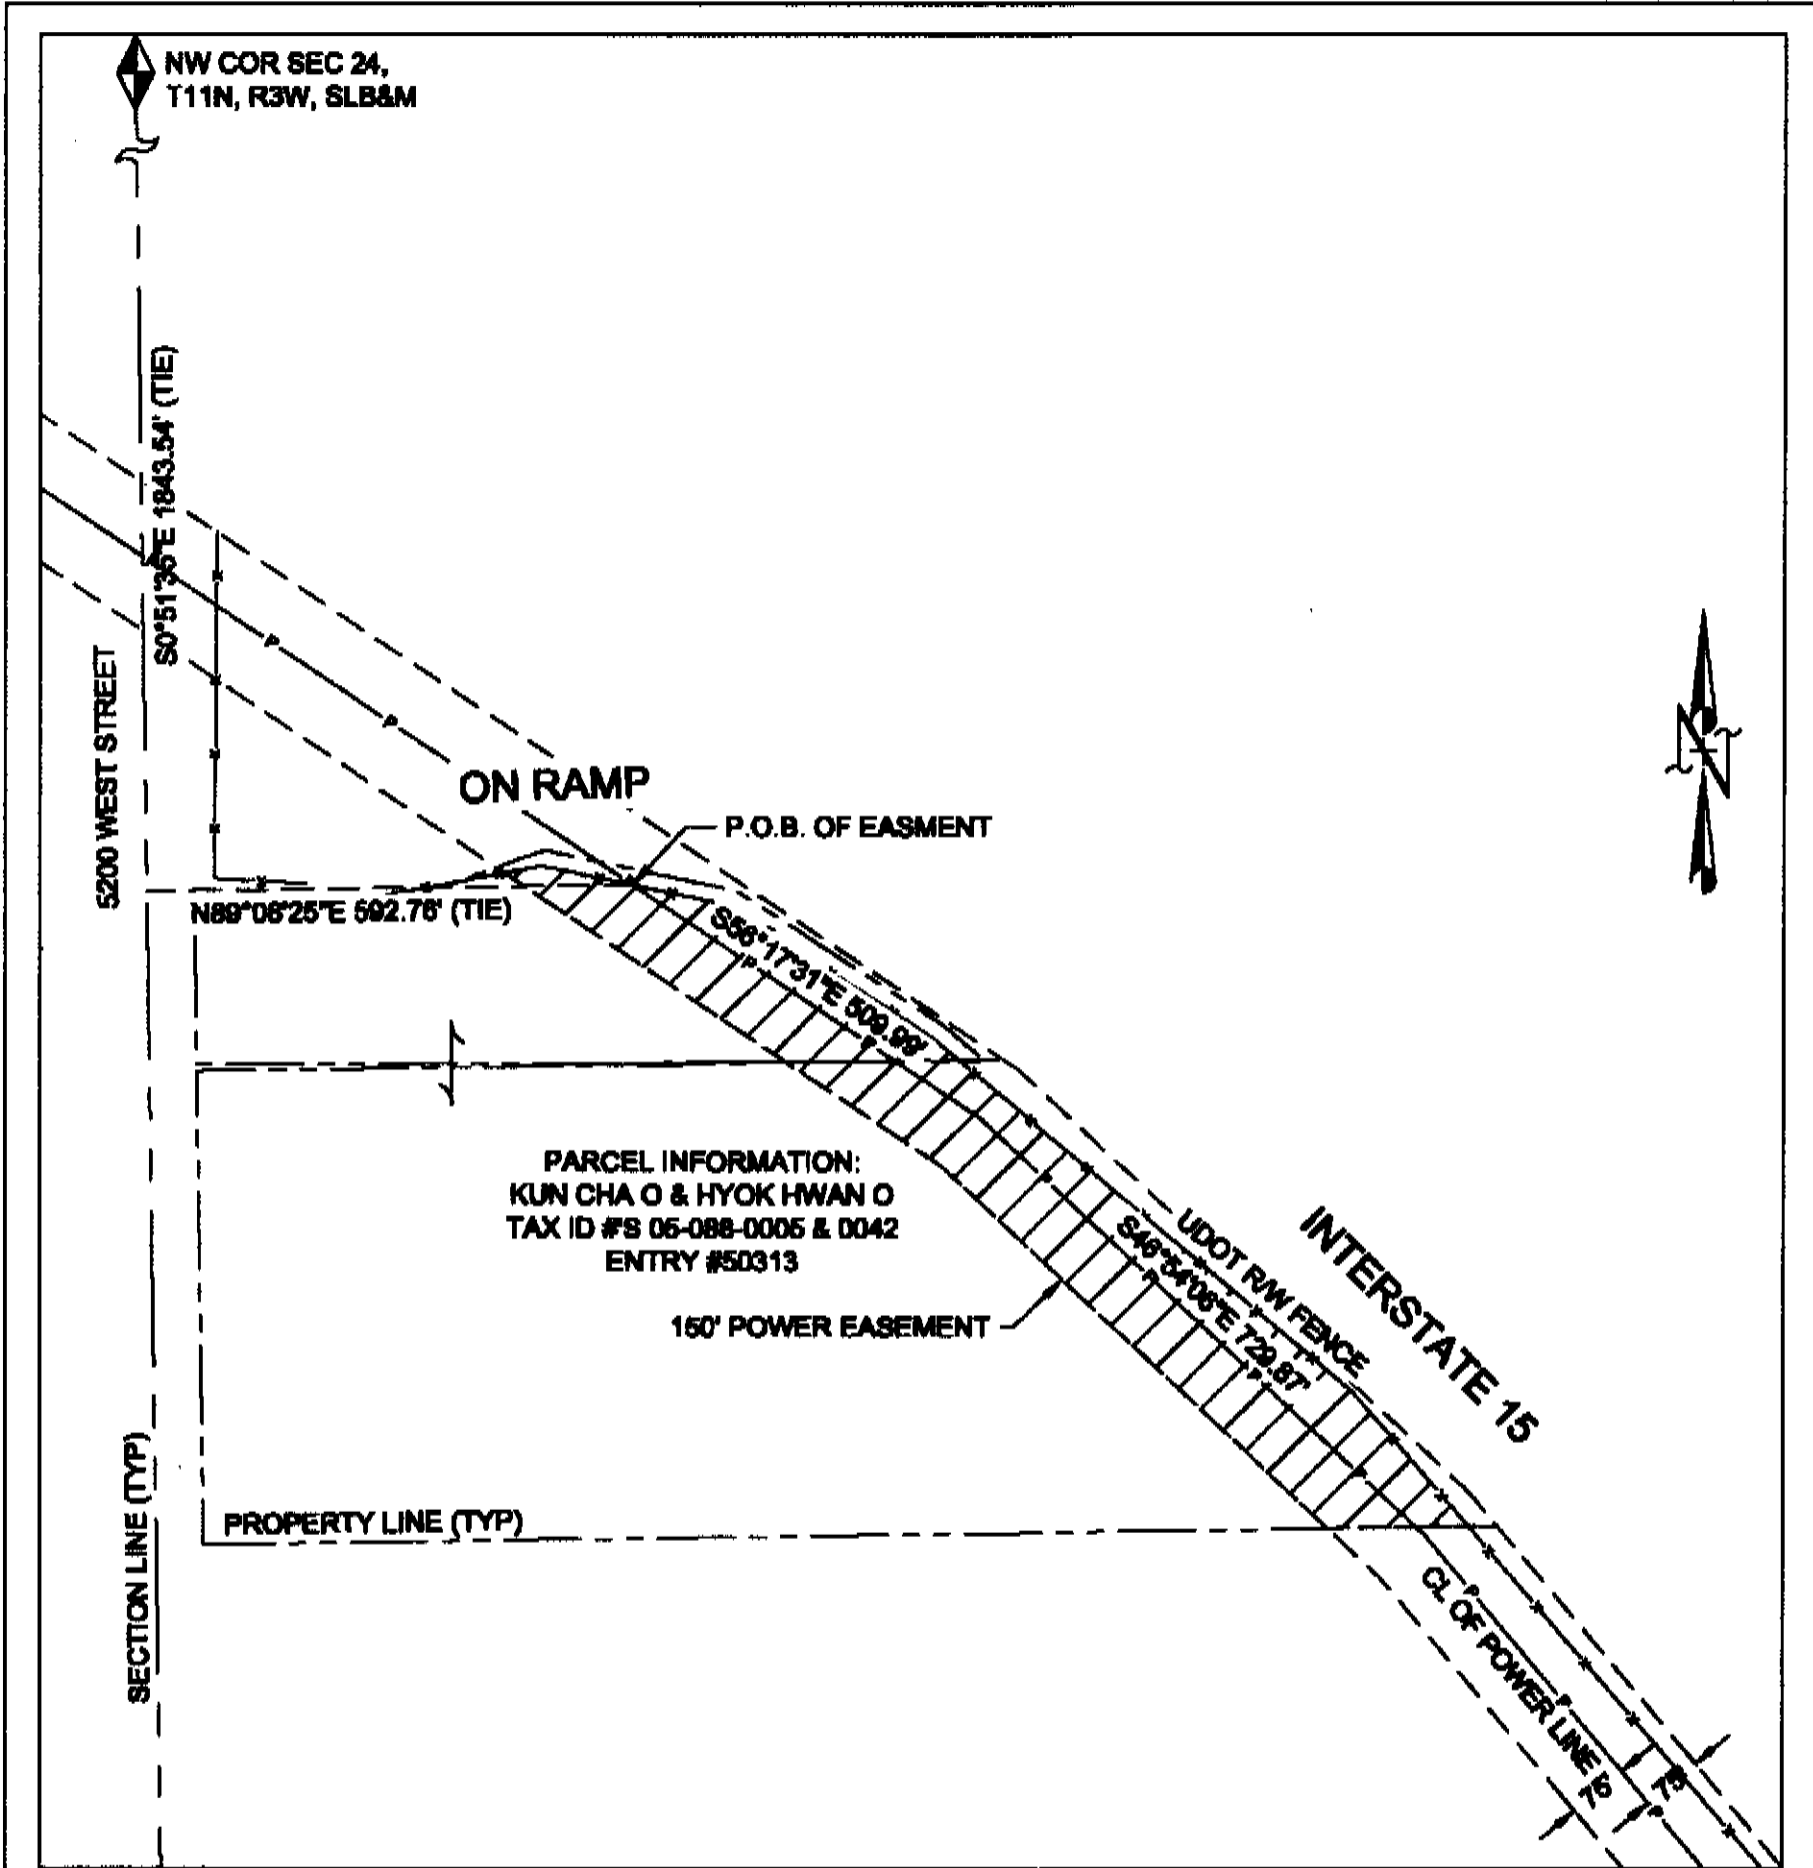 NW COR SEC 24,
T11N, R3W, SLB&M
S0°51'35"E 1843.54' (TIE)
5200 WEST STREET
ON RAMP
P.O.B. OF EASMENT
N89°08'25"E 592.76' (TIE)
S56°17'31"E 509.99'
PARCEL INFORMATION:
KUN CHA O & HYOK HWAN O
TAX ID #'S 05-088-0005 & 0042
ENTRY #50313
150' POWER EASEMENT
S46°54'06"E 729.87'
UDOT R/W FENCE
INTERSTATE 15
PROPERTY LINE (TYP)
SECTION LINE (TYP)
CL OF POWER LINE
75'
75'
N